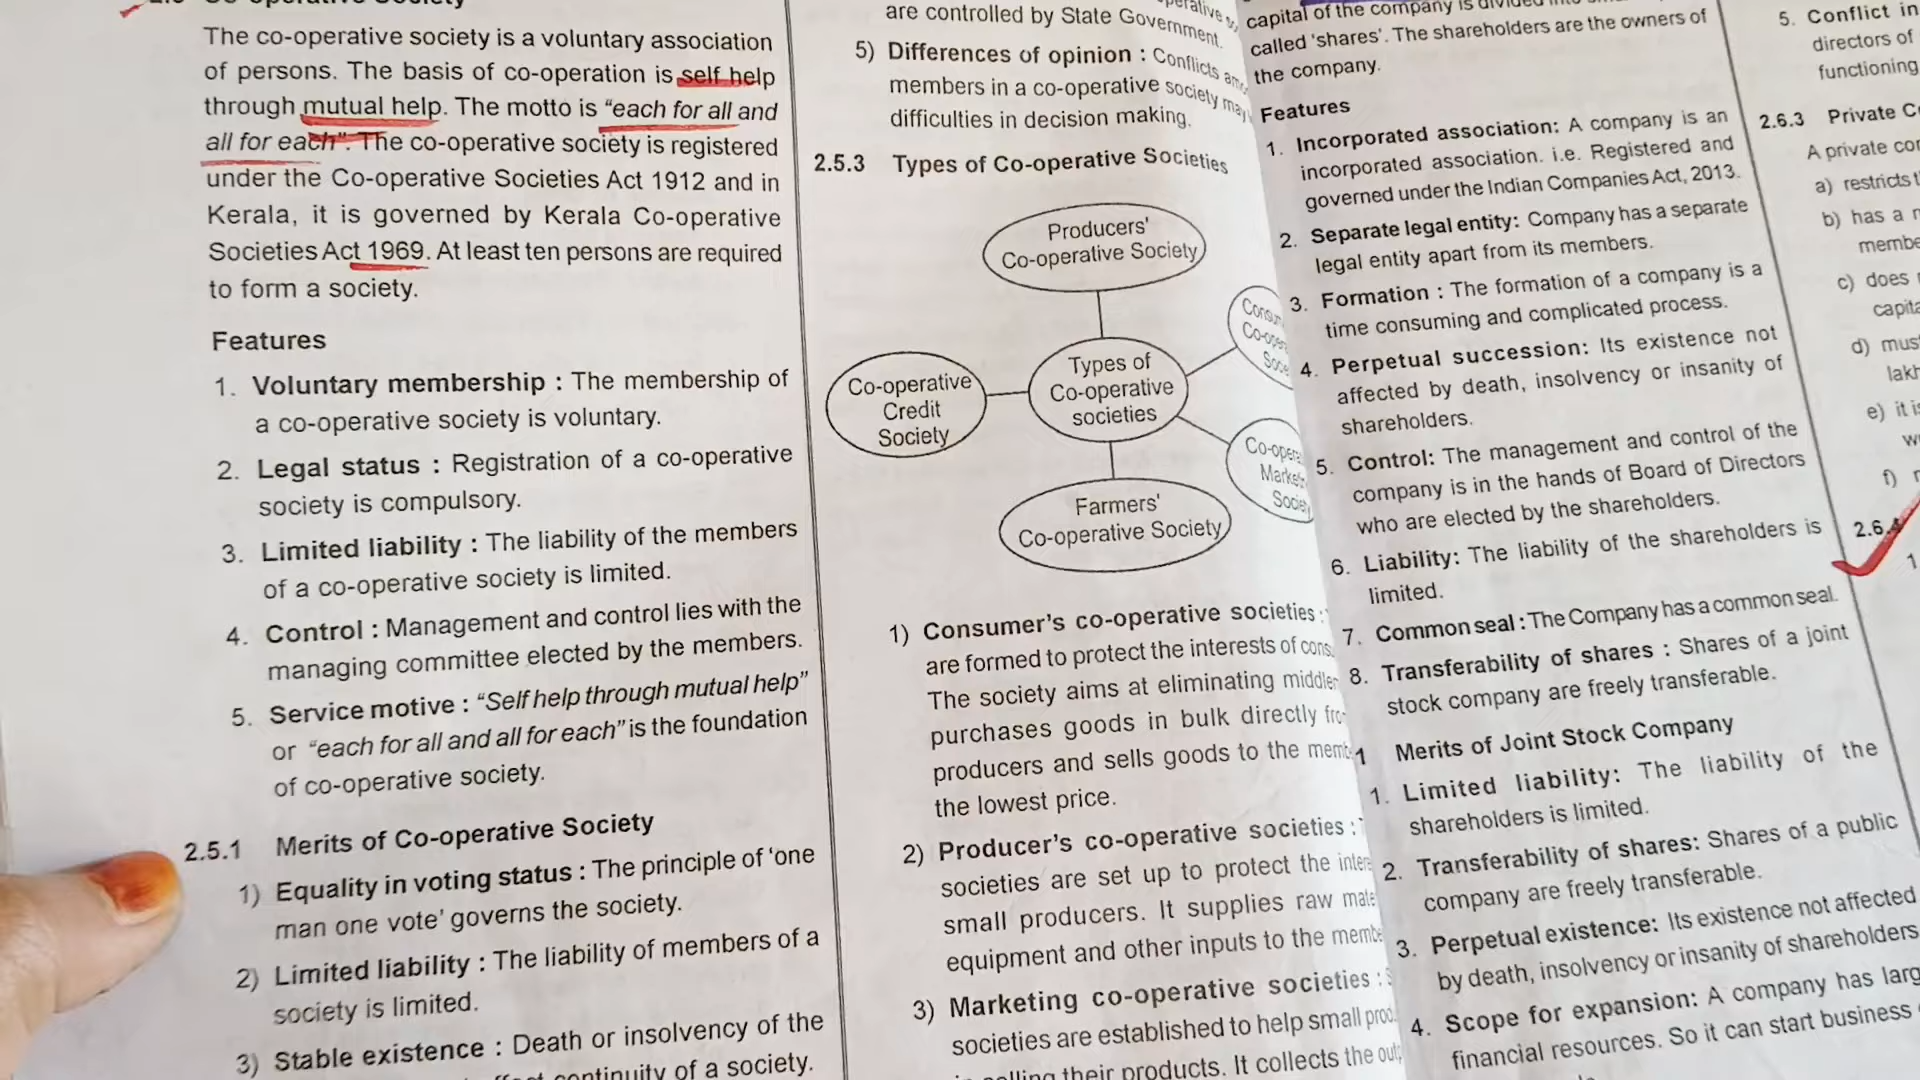 The co-operative society is a voluntary association
of persons. The basis of co-operation is self help
through mutual help. The motto is “each for all and
all for each”. The co-operative society is registered
under the Co-operative Societies Act 1912 and in
Kerala, it is governed by Kerala Co-operative
Societies Act 1969. At least ten persons are required
to form a society.
Features
1. Voluntary membership : The membership of
a co-operative society is voluntary.
2. Legal status : Registration of a co-operative
society is compulsory.
3. Limited liability : The liability of the members
of a co-operative society is limited.
4. Control : Management and control lies with the
managing committee elected by the members.
5. Service motive : “Self help through mutual help”
or “each for all and all for each” is the foundation
of co-operative society.
2.5.1 Merits of Co-operative Society
1) Equality in voting status : The principle of ‘one
man one vote’ governs the society.
2) Limited liability : The liability of members of a
society is limited.
3) Stable existence : Death or insolvency of the
continuity of a society.
are controlled by State Government.
5) Differences of opinion : Conflicts
members in a co-operative society may
difficulties in decision making.
2.5.3 Types of Co-operative Societies
Producers'
Co-operative Society
Co-operative
Credit
Society
Types of
Co-operative
societies
Farmers'
Co-operative Society
1) Consumer’s co-operative societies :
are formed to protect the interests of
The society aims at eliminating
purchases goods in bulk directly
producers and sells goods to the
the lowest price.
2) Producer’s co-operative societies :
societies are set up to protect the
small producers. It supplies raw
equipment and other inputs to the
3) Marketing co-operative societies :
societies are established to help small
selling their products. It collects the
capital of the company is
called 'shares'. The shareholders are the owners of
the company.
Features
1. Incorporated association: A company is an
incorporated association. i.e. Registered and
governed under the Indian Companies Act, 2013.
2. Separate legal entity: Company has a separate
legal entity apart from its members.
3. Formation : The formation of a company is a
time consuming and complicated process.
4. Perpetual succession: Its existence not
affected by death, insolvency or insanity of
shareholders.
5. Control: The management and control of the
company is in the hands of Board of Directors
who are elected by the shareholders.
6. Liability: The liability of the shareholders is
limited.
7. Common seal : The Company has a common seal.
8. Transferability of shares : Shares of a joint
stock company are freely transferable.
1 Merits of Joint Stock Company
1. Limited liability: The liability of the
shareholders is limited.
2. Transferability of shares: Shares of a public
company are freely transferable.
3. Perpetual existence: Its existence not affected
by death, insolvency or insanity of shareholders
4. Scope for expansion: A company has
financial resources. So it can start business
5. Conflict in
directors of
functioning
2.6.3 Private
A private
a) restricts
b) has a
c) does
d)
e) it
f)
2.6.4
1